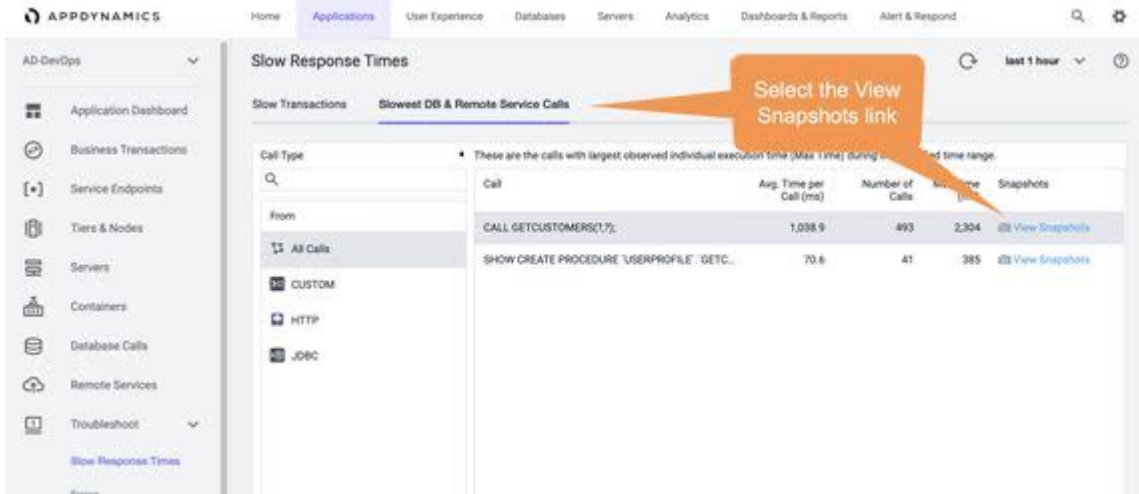 APPDYNAMICS
Home Applications User Experience Databases Servers Analytics Dashboards & Reports Alert & Respond
AD-DevOps
Slow Response Times
last 1 hour
Select the View
Snapshots link
Application Dashboard
Business Transactions
Service Endpoints
Tiers & Nodes
Servers
Containers
Database Calls
Remote Services
Troubleshoot
Slow Response Times
Slow Transactions Slowest DB & Remote Service Calls
Call Type
From
All Calls
CUSTOM
HTTP
JDBC
These are the calls with largest observed individual execution time (Max Time) during time range.
Call Avg. Time per Number of Snapshots
Call (ms) Calls
CALL GETCUSTOMERS(?,?); 1,038.9 493 2,304 View Snapshots
SHOW CREATE PROCEDURE `USERPROFILE`.`GETC... 70.6 41 385 View Snapshots